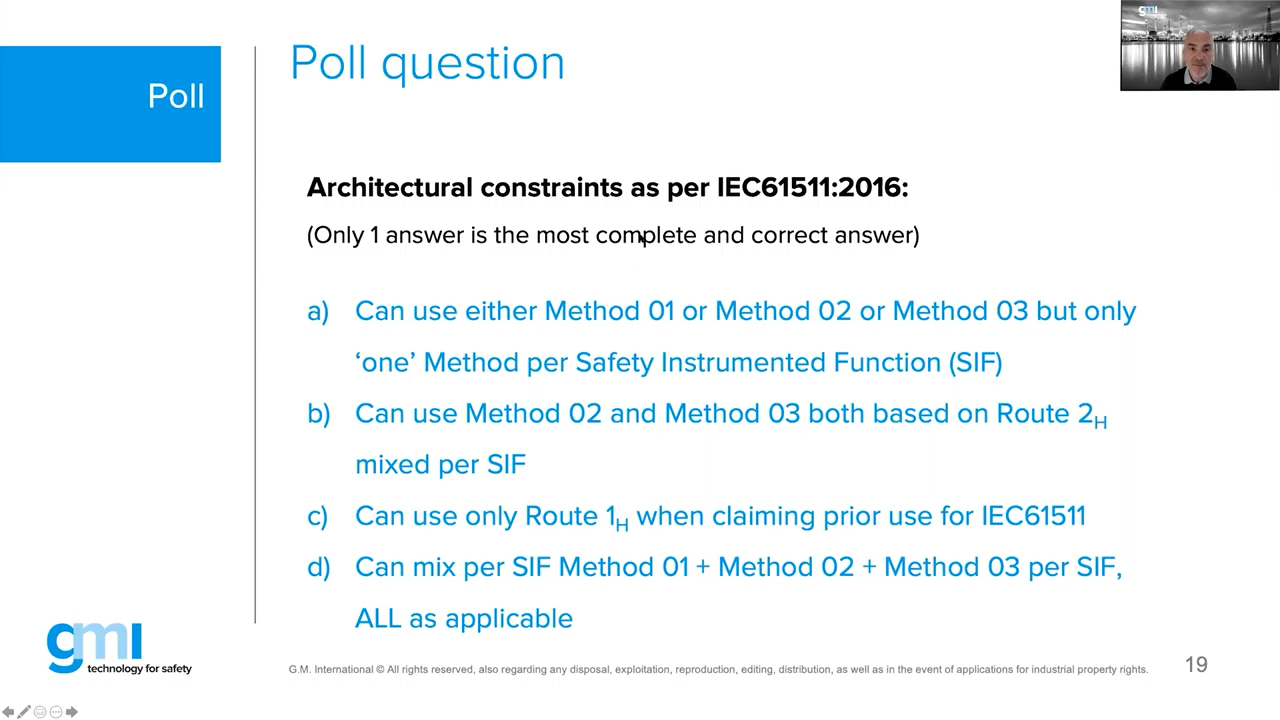 gmi
Poll question
Poll
Architectural constraints as per IEC61511:2016:
(Only 1 answer is the most complete and correct answer)
a) Can use either Method 01 or Method 02 or Method 03 but only
‘one’ Method per Safety Instrumented Function (SIF)
b) Can use Method 02 and Method 03 both based on Route 2H
mixed per SIF
c) Can use only Route 1H when claiming prior use for IEC61511
d) Can mix per SIF Method 01 + Method 02 + Method 03 per SIF,
ALL as applicable
gmi
technology for safety
G.M. International © All rights reserved, also regarding any disposal, exploitation, reproduction, editing, distribution, as well as in the event of applications for industrial property rights.
19